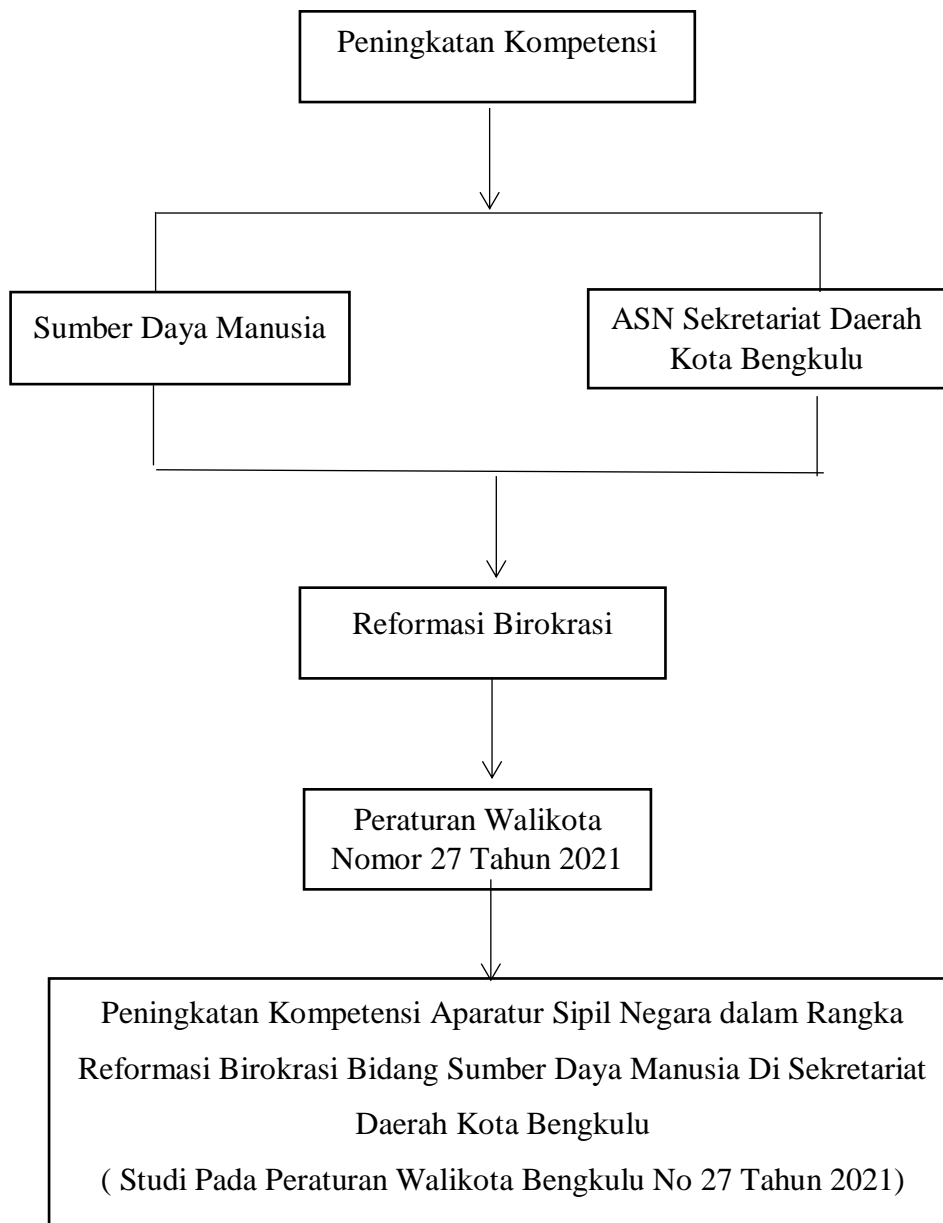 Peningkatan Kompetensi
Sumber Daya Manusia
ASN Sekretariat Daerah
Kota Bengkulu
Reformasi Birokrasi
Peraturan Walikota
Nomor 27 Tahun 2021
Peningkatan Kompetensi Aparatur Sipil Negara dalam Rangka
Reformasi Birokrasi Bidang Sumber Daya Manusia Di Sekretariat
Daerah Kota Bengkulu
( Studi Pada Peraturan Walikota Bengkulu No 27 Tahun 2021)